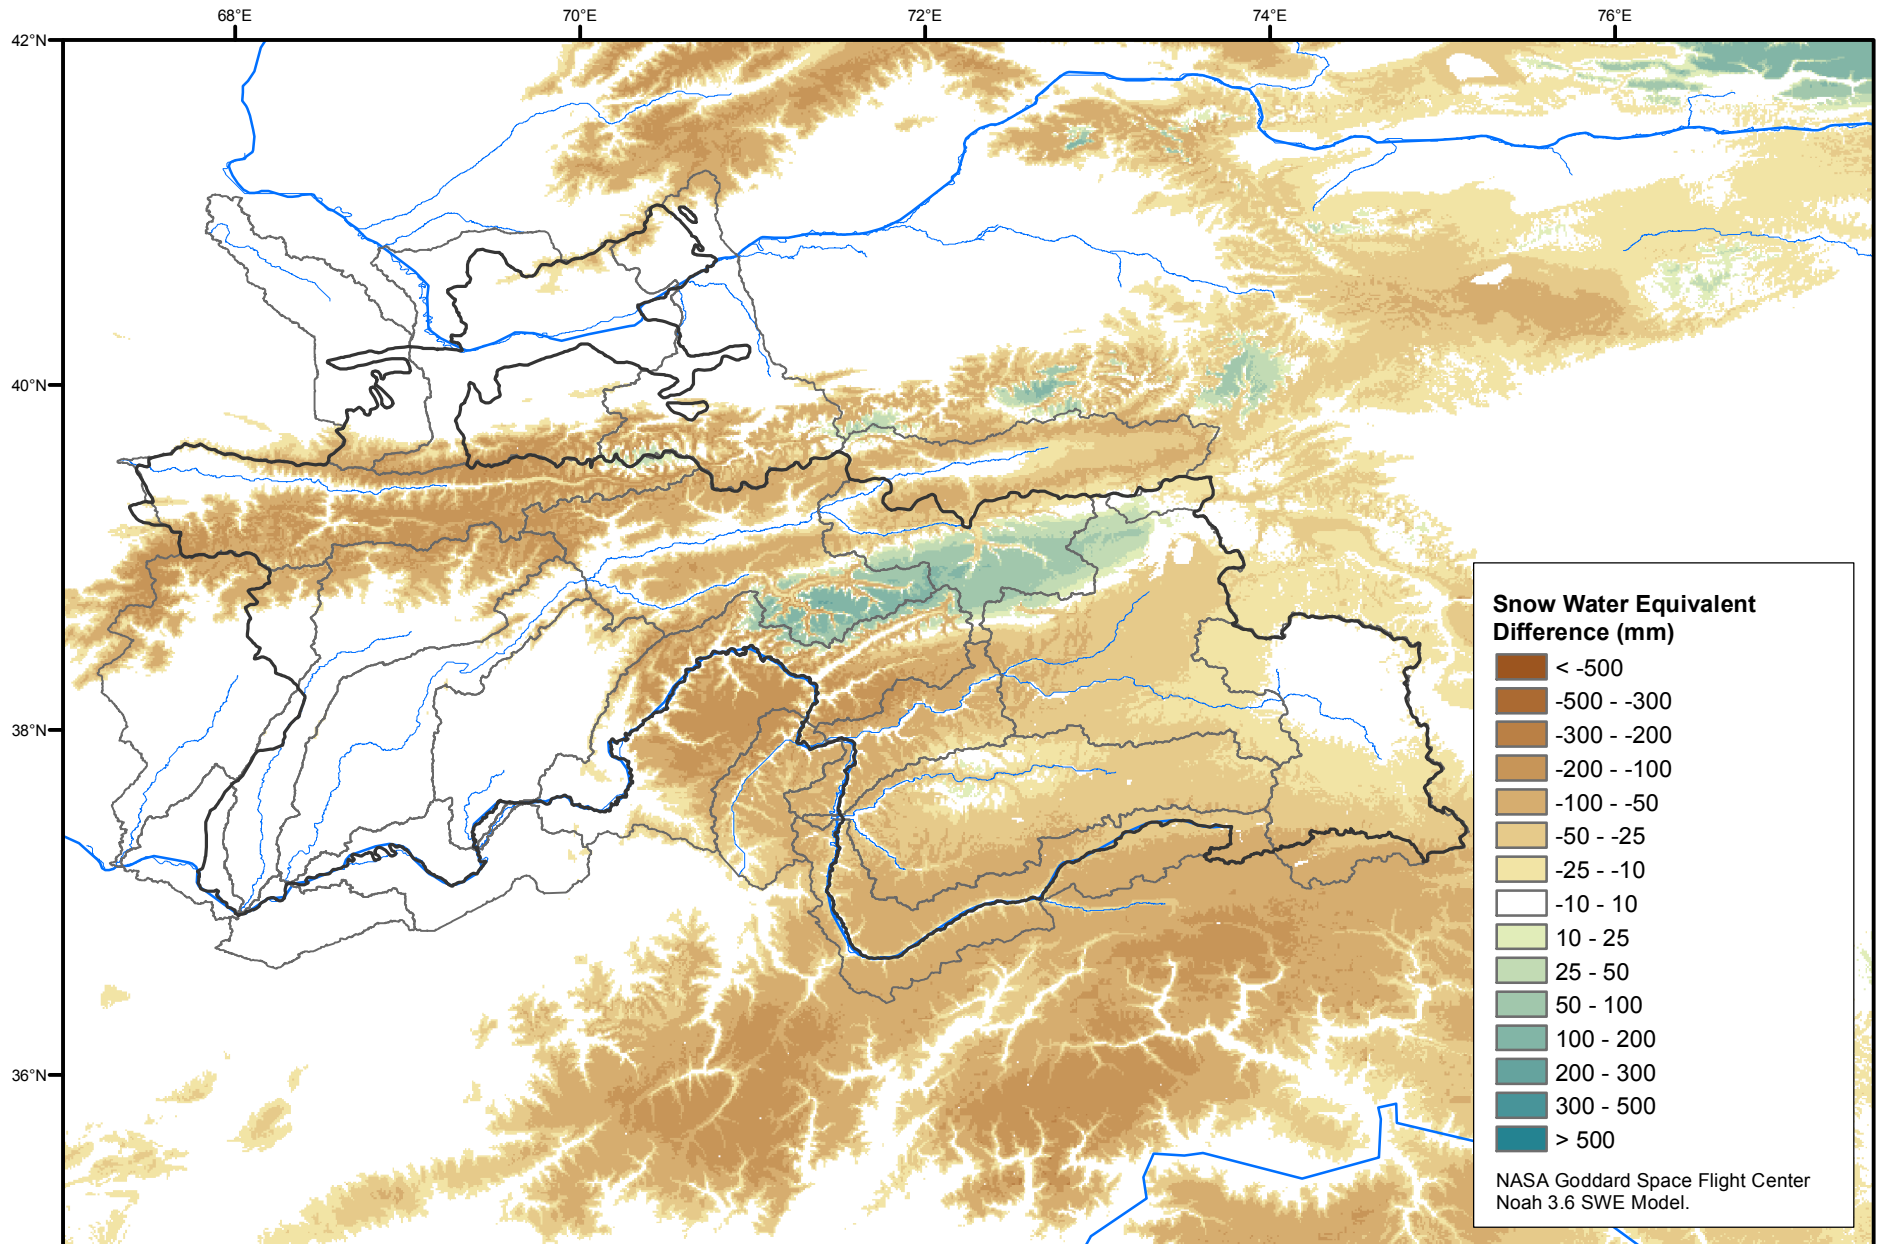 68°E
70°E
72°E
74°E
76°E
42°N
40°N
38°N
36°N
Snow Water Equivalent
Difference (mm)
< -500
-500 - -300
-300 - -200
-200 - -100
-100 - -50
-50 - -25
-25 - -10
-10 - 10
10 - 25
25 - 50
50 - 100
100 - 200
200 - 300
300 - 500
> 500
NASA Goddard Space Flight Center
Noah 3.6 SWE Model.